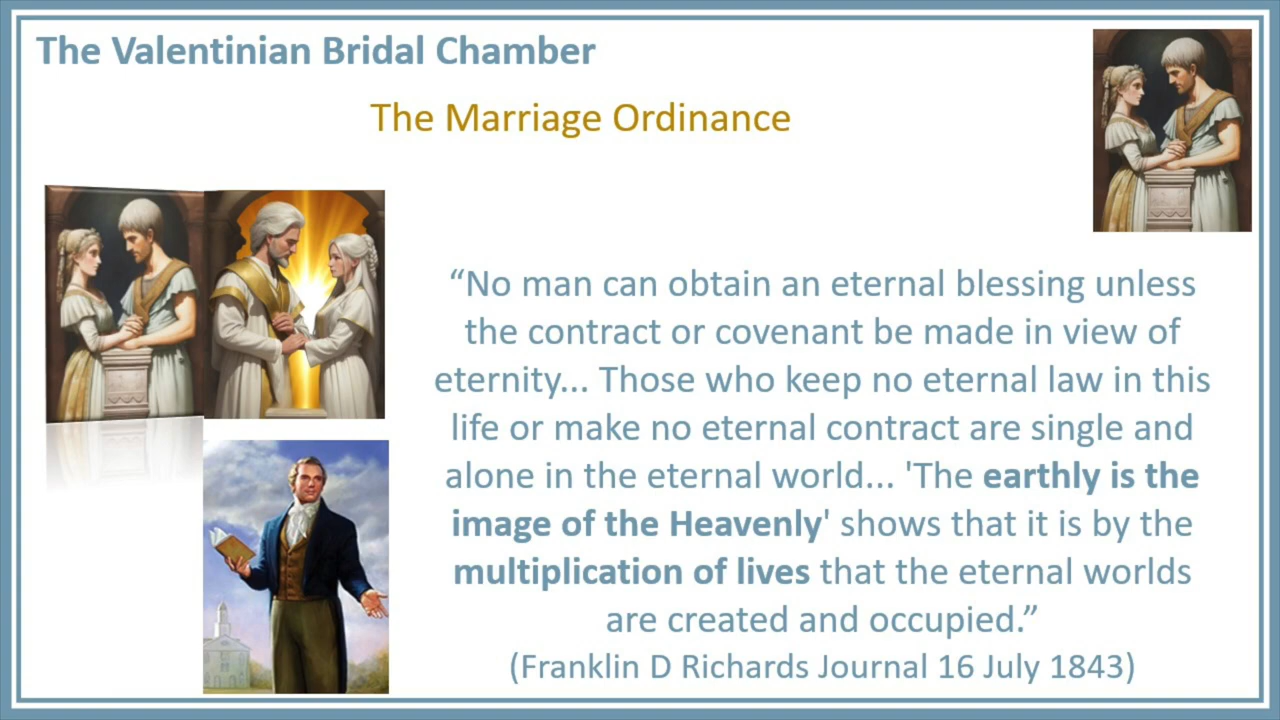 The Valentinian Bridal Chamber
The Marriage Ordinance
“No man can obtain an eternal blessing unless
the contract or covenant be made in view of
eternity... Those who keep no eternal law in this
life or make no eternal contract are single and
alone in the eternal world... 'The earthly is the
image of the Heavenly' shows that it is by the
multiplication of lives that the eternal worlds
are created and occupied.”
(Franklin D Richards Journal 16 July 1843)